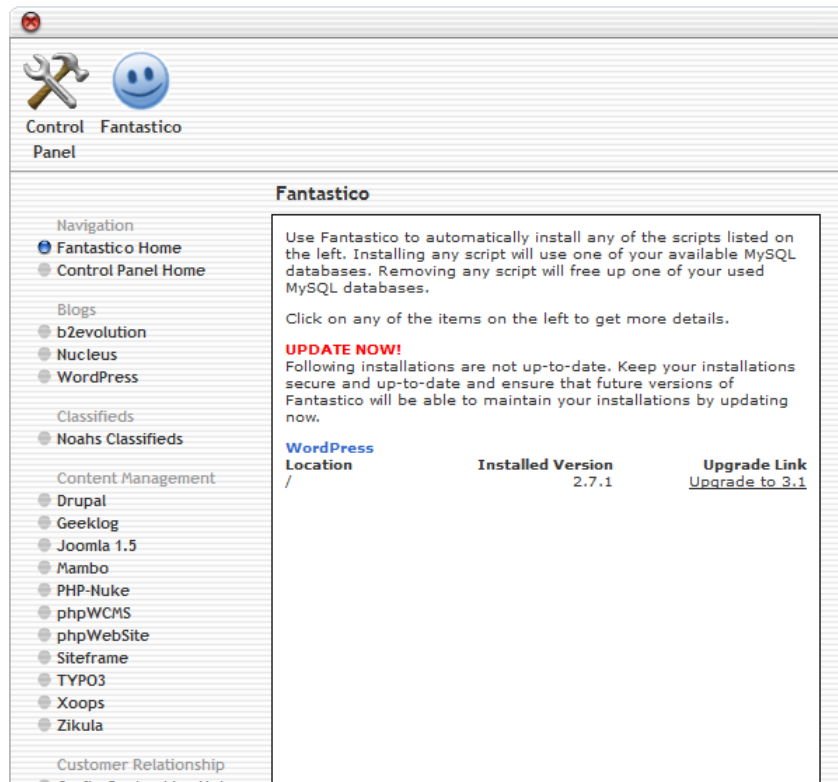 Control Panel
Fantastico
Fantastico
Navigation
Fantastico Home
Control Panel Home
Blogs
b2evolution
Nucleus
WordPress
Classifieds
Noahs Classifieds
Content Management
Drupal
Geeklog
Joomla 1.5
Mambo
PHP-Nuke
phpWCMS
phpWebSite
Siteframe
TYPO3
Xoops
Zikula
Customer Relationship
Use Fantastico to automatically install any of the scripts listed on
the left. Installing any script will use one of your available MySQL
databases. Removing any script will free up one of your used
MySQL databases.
Click on any of the items on the left to get more details.
UPDATE NOW!
Following installations are not up-to-date. Keep your installations
secure and up-to-date and ensure that future versions of
Fantastico will be able to maintain your installations by updating
now.
WordPress
Location Installed Version Upgrade Link
/ 2.7.1 Upgrade to 3.1